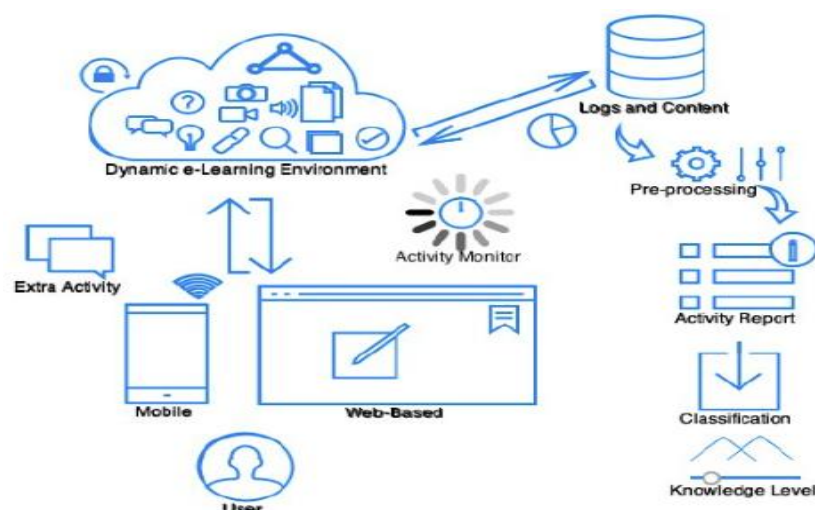 Logs and Content
Dynamic e-Learning Environment
Pre-processing
Activity Monitor
Extra Activity
Activity Report
Mobile
Web-Based
Classification
Knowledge Level
User